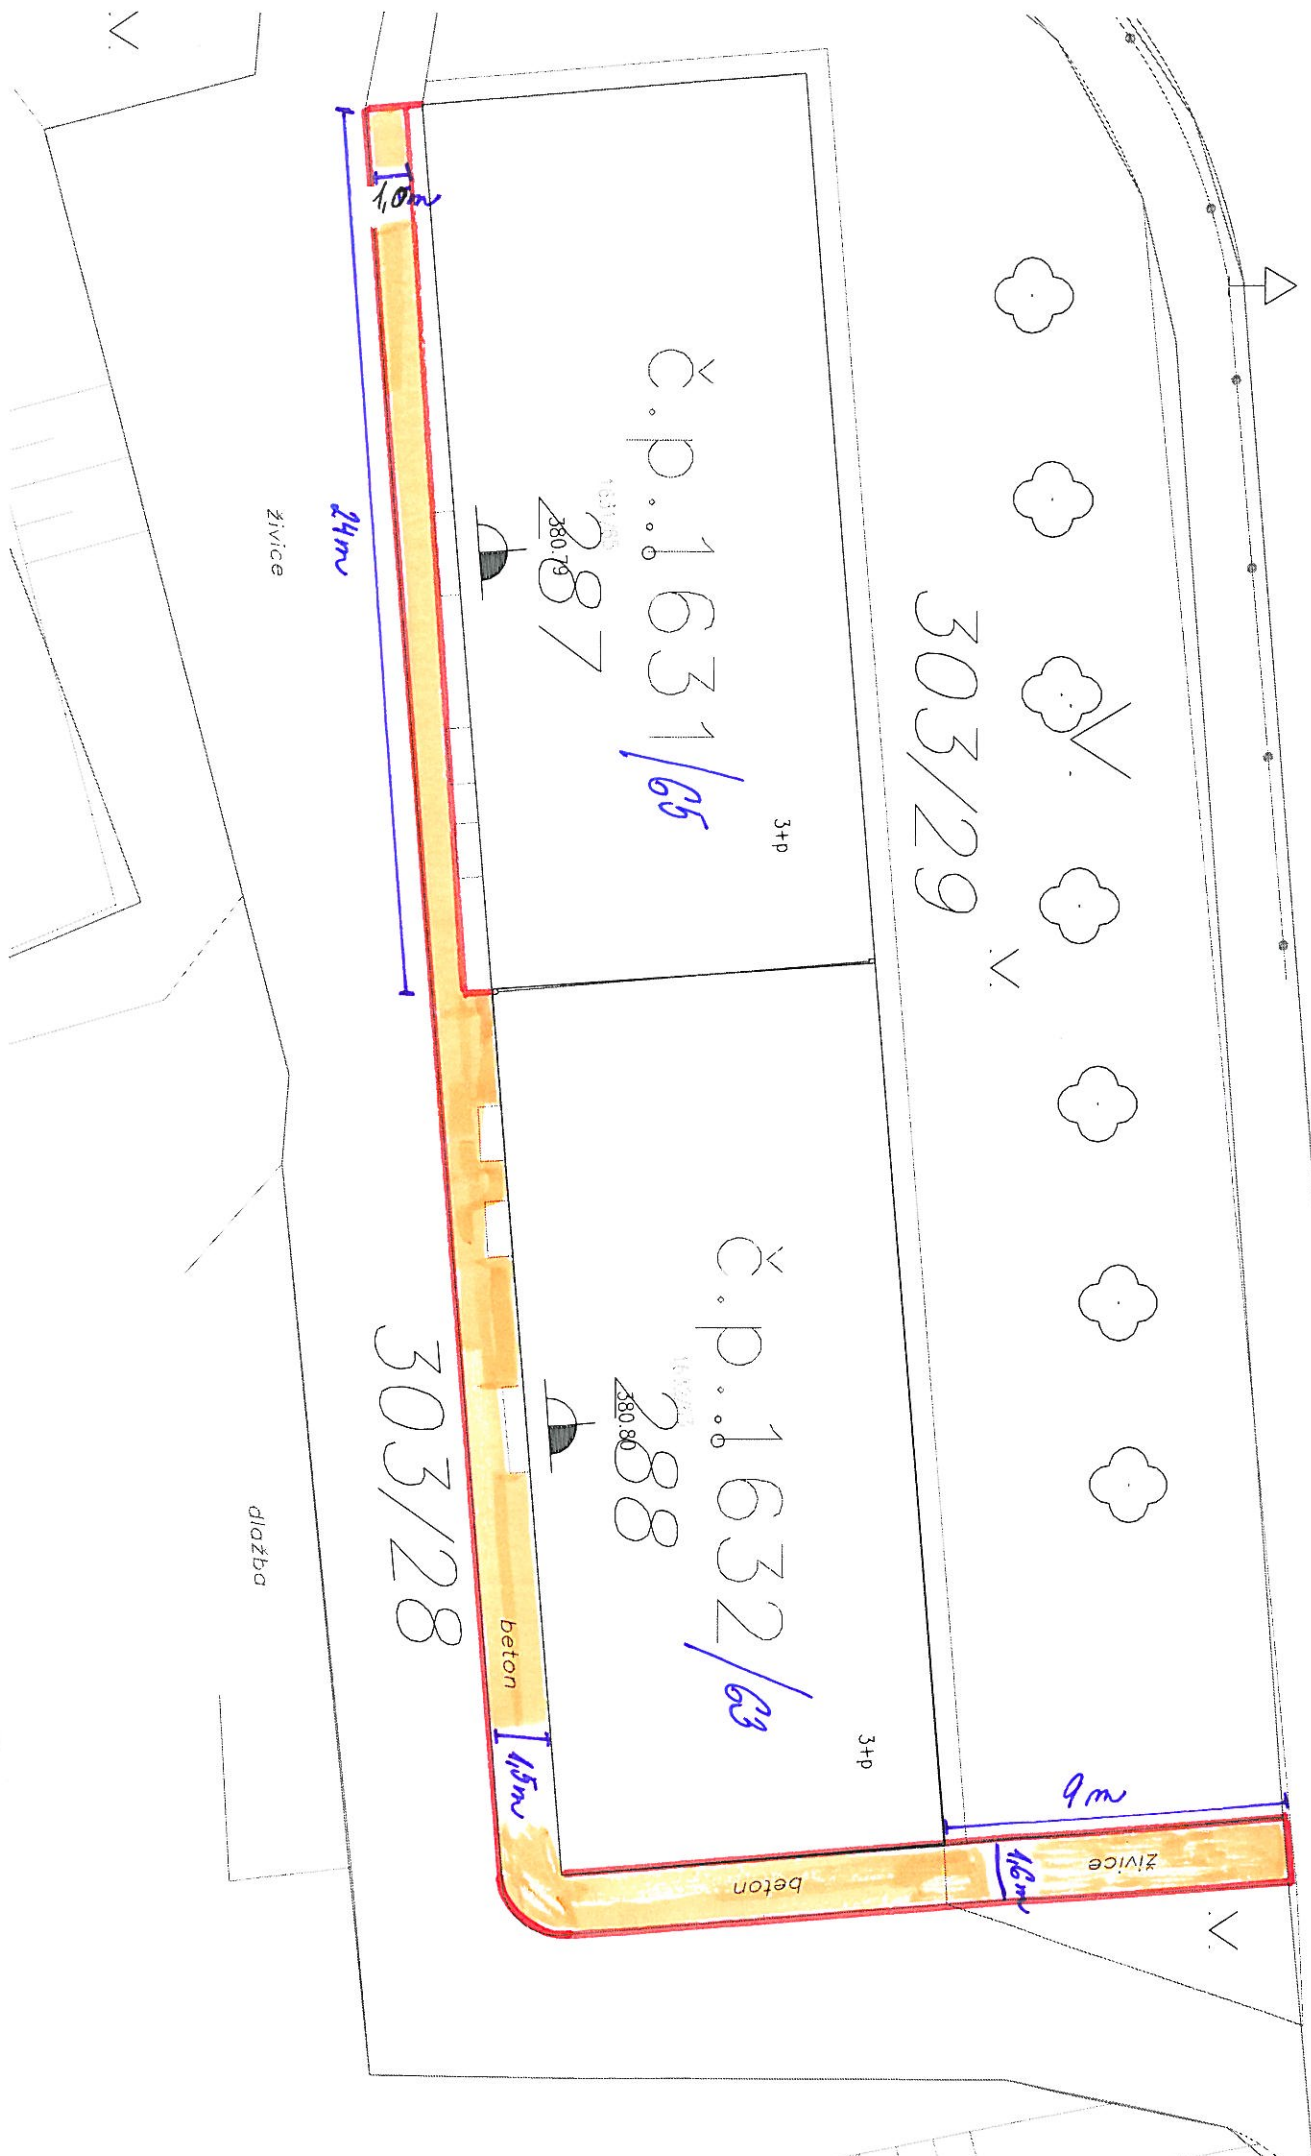 303/29
Č.p. 1631/65
287
380.79
3+p
1,0m
24m
živice
V
Č.p. 1632/63
288
380.80
3+p
303/28
dlažba
beton
1,5m
beton
1,6m
živice
9m